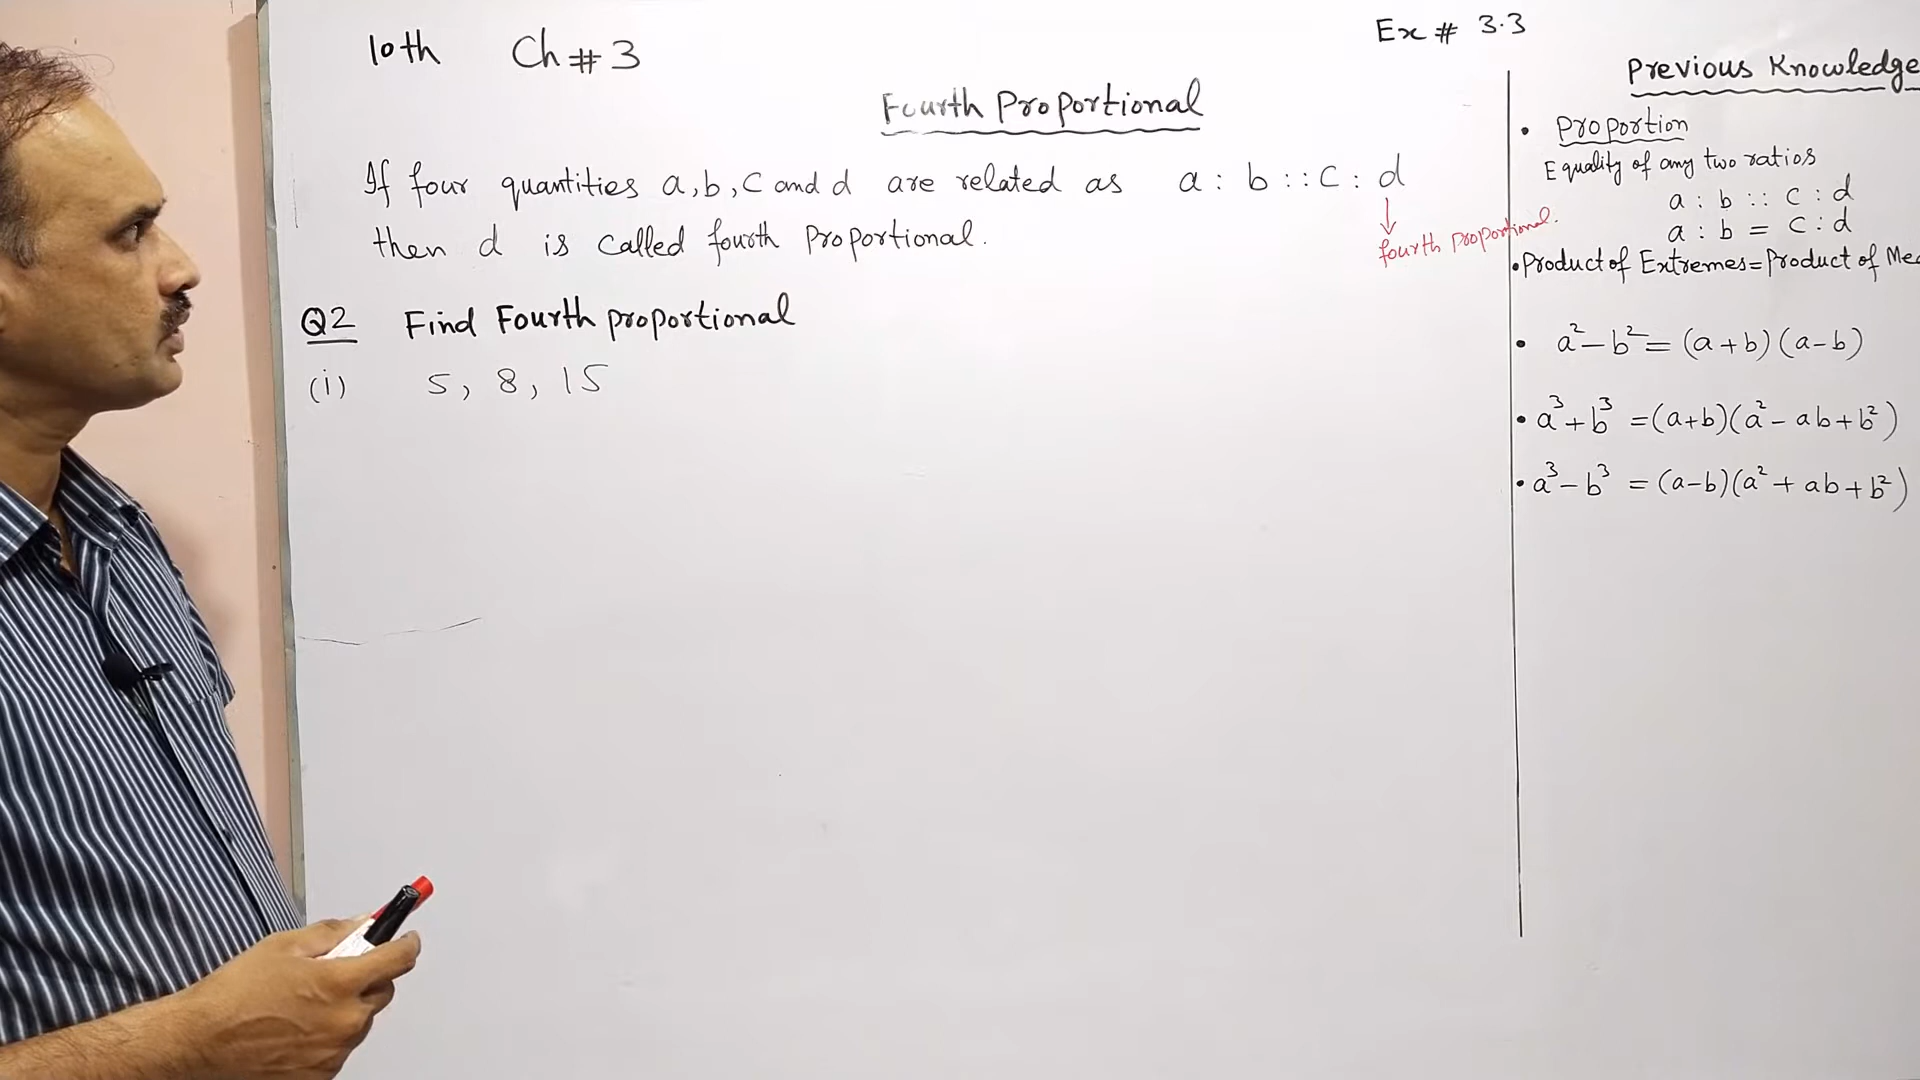 10th Ch # 3
Ex # 3.3
Fourth Proportional
If four quantities a, b, c and d are related as a : b :: c : d
then d is called fourth proportional.
fourth proportional.
Q2 Find Fourth proportional
(i) 5, 8, 15
Previous Knowledge
• Proportion
Equality of any two ratios
a : b :: c : d
a : b = c : d
• Product of Extremes = Product of Mea
• a² - b² = (a + b) (a - b)
• a³ + b³ = (a+b)(a² - ab + b²)
• a³ - b³ = (a-b)(a² + ab + b²)